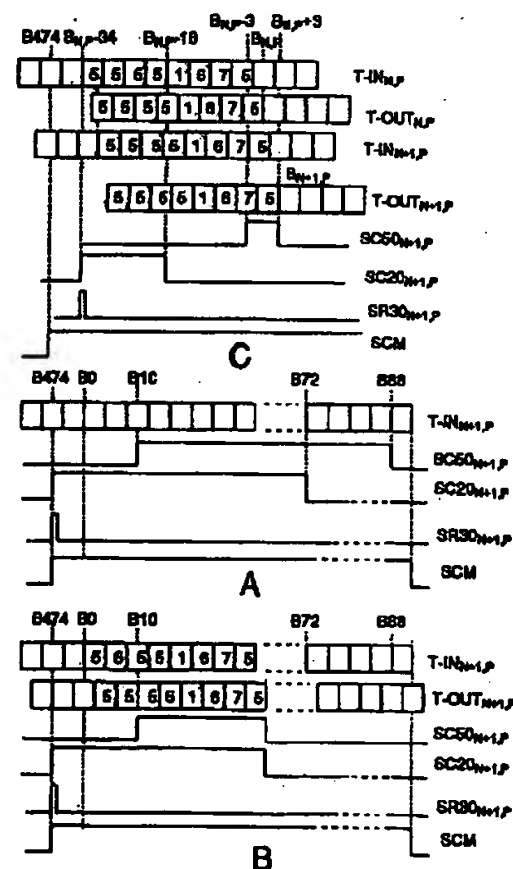 B474 B_N,P-34 B_N,P-18 B_N,P-3 B_N,P B_N,P+9
5 5 5 5 1 6 7 5 T-IN_N,P
5 5 5 5 1 6 7 5 T-OUT_N,P
5 5 5 5 1 6 7 5 T-IN_N+1,P
B_N+1,P
5 5 5 5 1 6 7 5 T-OUT_N+1,P
SC50_N+1,P
SC20_N+1,P
SR30_N+1,P
SCM
C
B474 B0 B10 B72 B88
T-IN_N+1,P
SC50_N+1,P
SC20_N+1,P
SR30_N+1,P
SCM
A
B474 B0 B10 B72 B88
5 6 5 5 1 6 7 5 T-IN_N+1,P
5 5 5 6 1 6 7 5 T-OUT_N+1,P
SC50_N+1,P
SC20_N+1,P
SR30_N+1,P
SCM
B